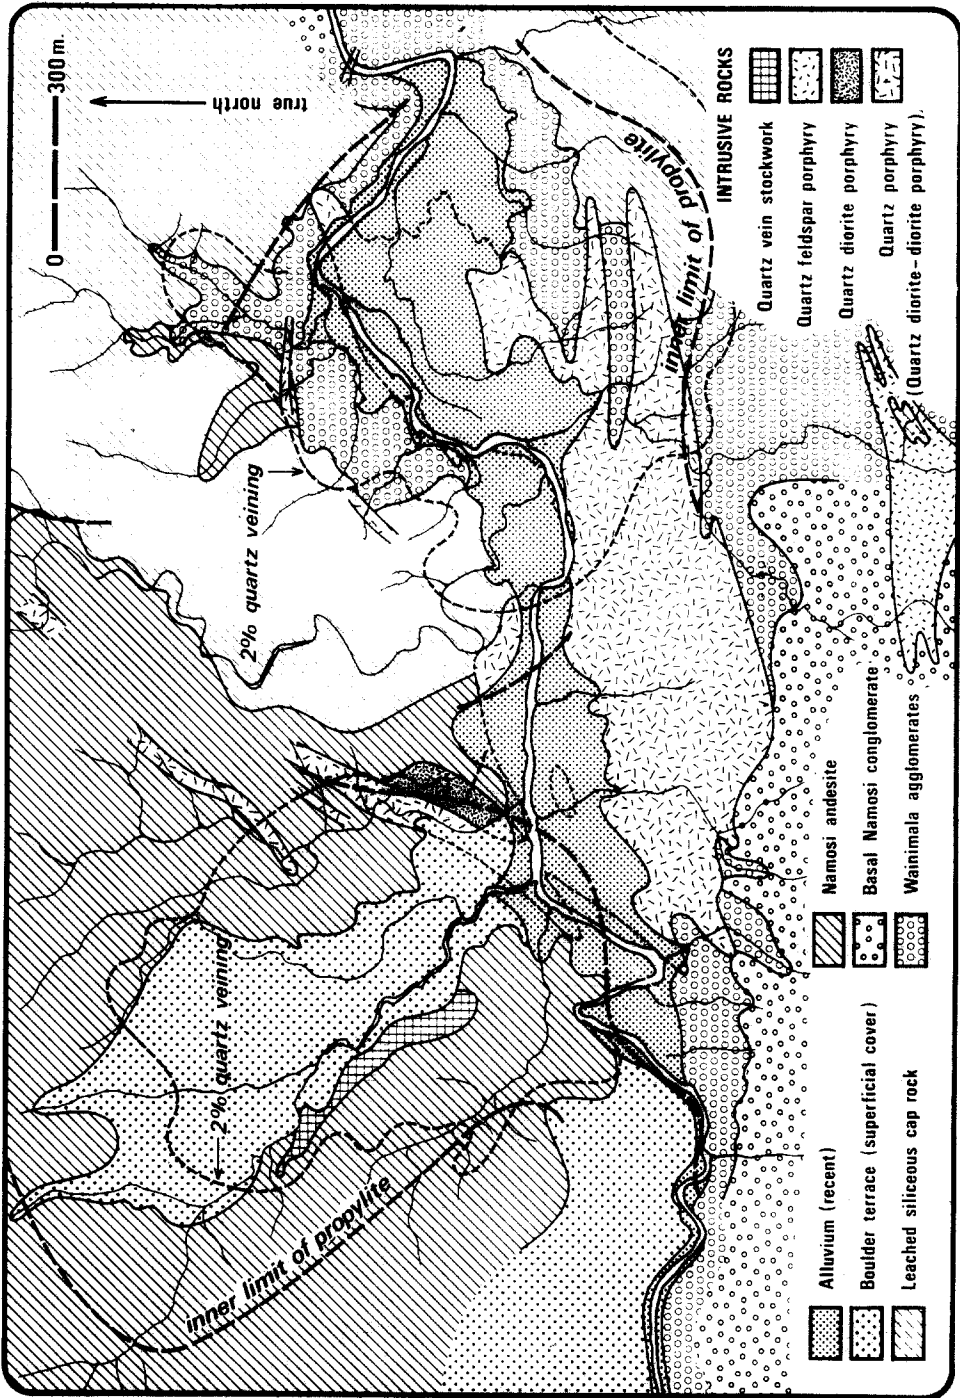 0 300m.
true north
inner limit of propylite
2% quartz veining
2% quartz veining
inner limit of propylite
Alluvium (recent)
Boulder terrace (superficial cover)
Leached siliceous cap rock
Namosi andesite
Basal Namosi conglomerate
Wainimala agglomerates
INTRUSIVE ROCKS
Quartz vein stockwork
Quartz feldspar porphyry
Quartz diorite porphyry
Quartz porphyry
(Quartz diorite-diorite porphyry).